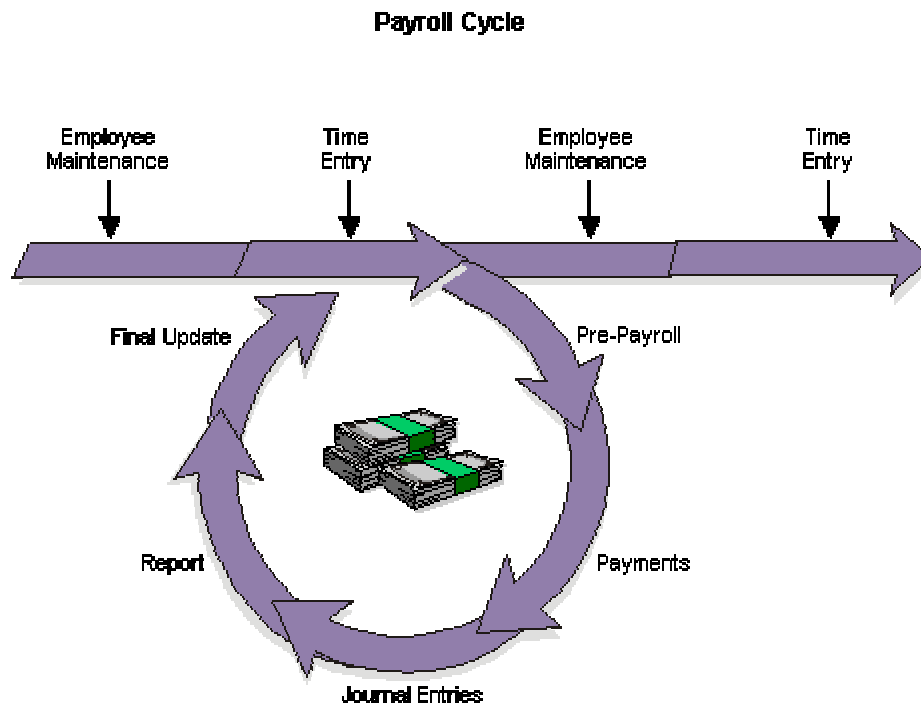 Payroll Cycle
Employee
Maintenance
Time
Entry
Employee
Maintenance
Time
Entry
Final Update
Pre-Payroll
Report
Payments
Journal Entries